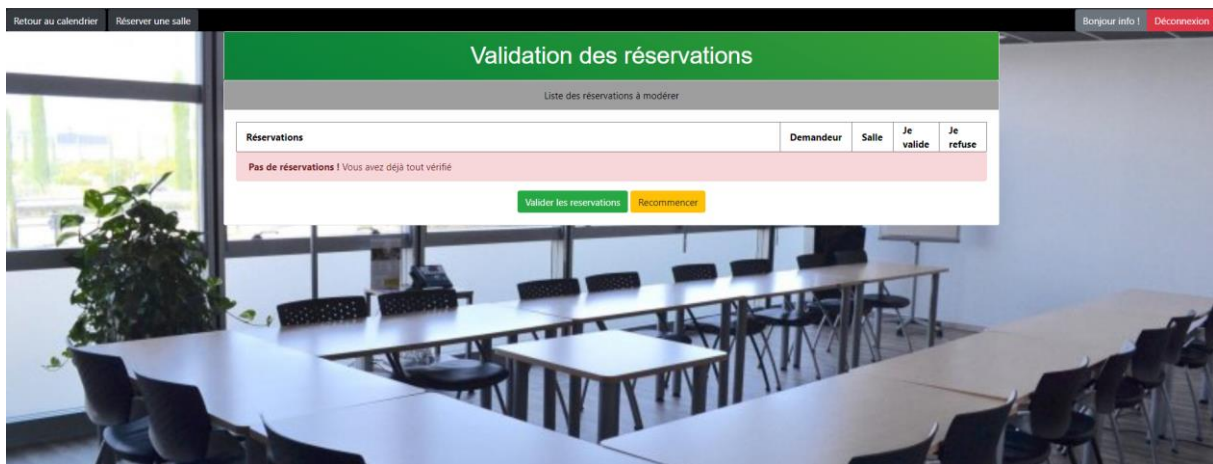 Retour au calendrier Réserver une salle Bonjour info ! Déconnexion
Validation des réservations
Liste des réservations à modérer
Réservations Demandeur Salle Je valide Je refuse
Pas de réservations ! Vous avez déjà tout vérifié
Valider les reservations Recommencer